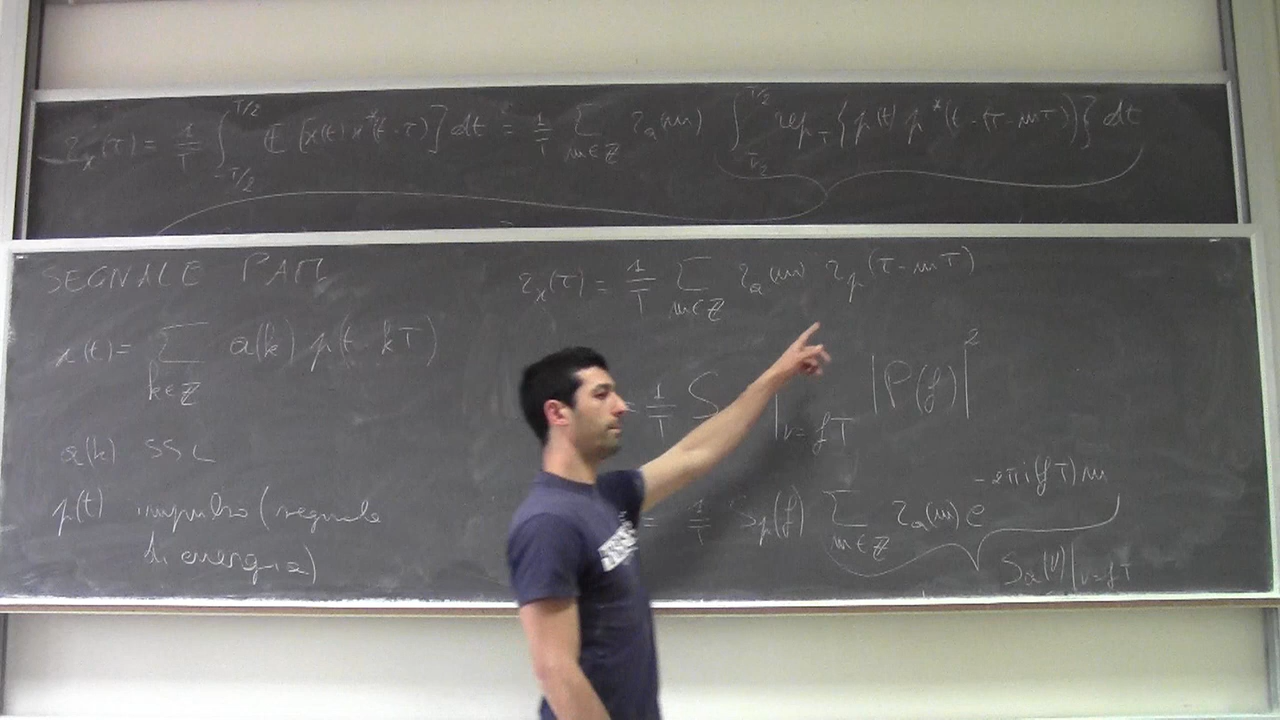 r_x(τ) = 1/T ∫_{-T/2}^{T/2} E[x(t) x*(t-τ)] dt = 1/T ∑_{m∈Z} r_a(m) ∫_{-T/2}^{T/2} rep_T{p(t) p*(t-(τ-mT))} dt
SEGNALE PAM
x(t) = ∑_{k∈Z} a(k) p(t-kT)
a(k) SSL
p(t) impulso (segnale
di energia)
r_x(τ) = 1/T ∑_{m∈Z} r_a(m) r_p(τ-mT)
= 1/T S |_{ν=fT} |P(f)|^2
= 1/T S_p(f) ∑_{m∈Z} r_a(m) e^{-2πi(fT)m}
S_a(ν)|_{ν=fT}